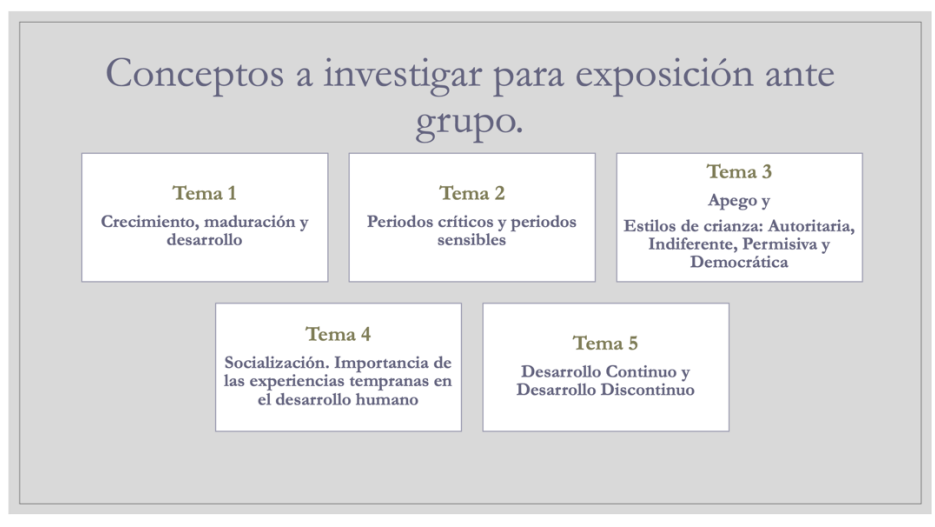 Conceptos a investigar para exposición ante
grupo.
Tema 1
Crecimiento, maduración y
desarrollo
Tema 2
Periodos críticos y periodos
sensibles
Tema 3
Apego y
Estilos de crianza: Autoritaria,
Indiferente, Permisiva y
Democrática
Tema 4
Socialización. Importancia de
las experiencias tempranas en
el desarrollo humano
Tema 5
Desarrollo Continuo y
Desarrollo Discontinuo